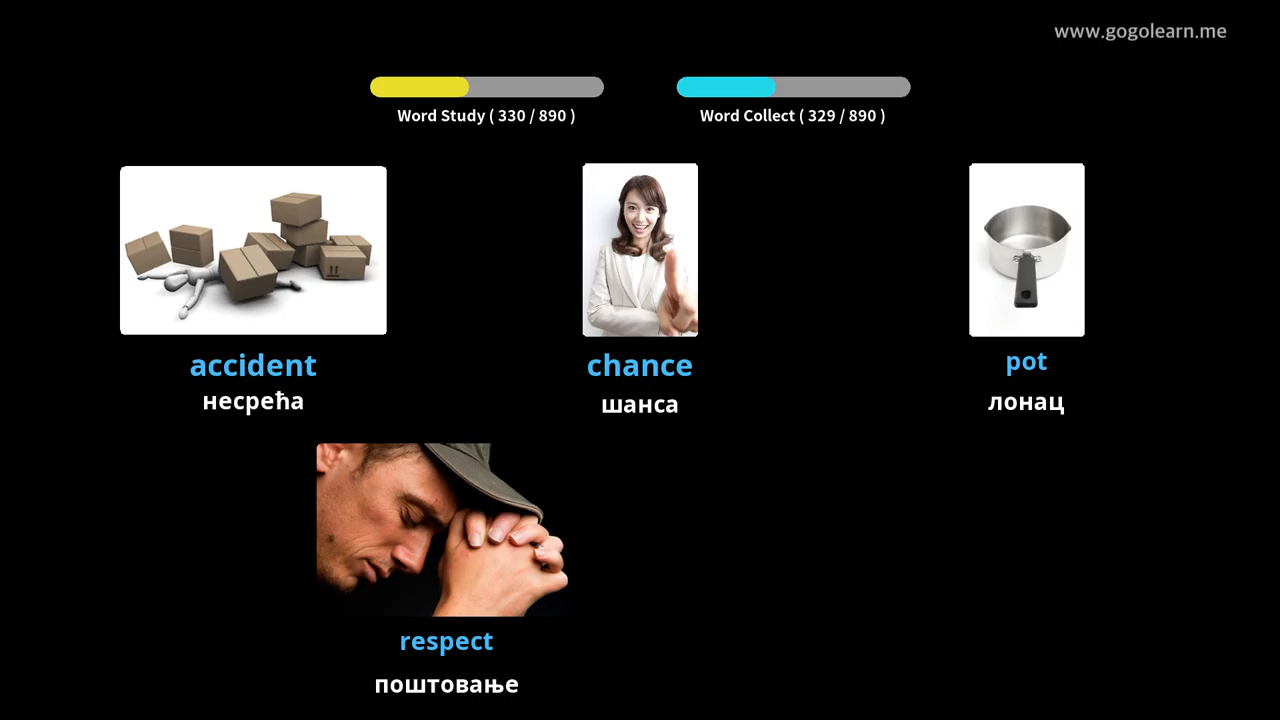 www.gogolearn.me
Word Study ( 330 / 890 )
Word Collect ( 329 / 890 )
accident
несрећа
chance
шанса
pot
лонац
respect
поштовање